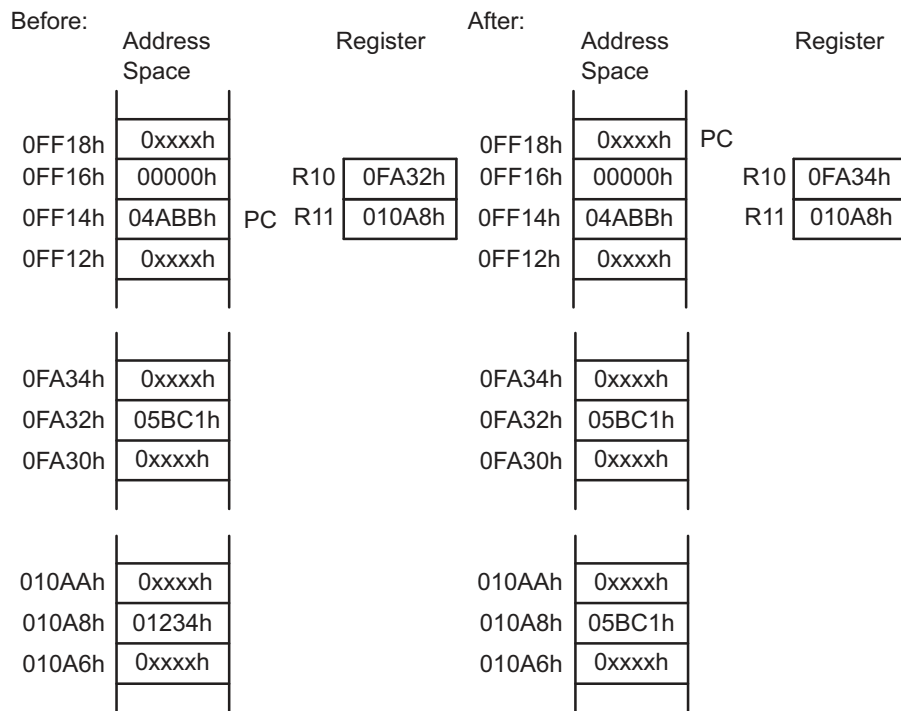 Before:
Address Space
Register
0FF18h 0xxxxh
0FF16h 00000h R10 0FA32h
0FF14h 04ABBh PC R11 010A8h
0FF12h 0xxxxh
0FA34h 0xxxxh
0FA32h 05BC1h
0FA30h 0xxxxh
010AAh 0xxxxh
010A8h 01234h
010A6h 0xxxxh
After:
Address Space
Register
0FF18h 0xxxxh PC
0FF16h 00000h R10 0FA34h
0FF14h 04ABBh R11 010A8h
0FF12h 0xxxxh
0FA34h 0xxxxh
0FA32h 05BC1h
0FA30h 0xxxxh
010AAh 0xxxxh
010A8h 05BC1h
010A6h 0xxxxh